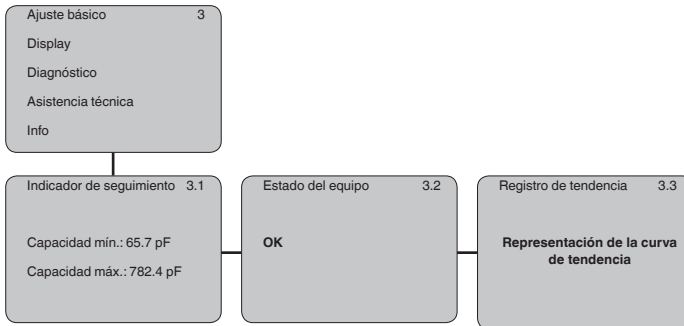 Ajuste básico 3
Display
Diagnóstico
Asistencia técnica
Info
Indicador de seguimiento 3.1
Capacidad mín.: 65.7 pF
Capacidad máx.: 782.4 pF
Estado del equipo 3.2
OK
Registro de tendencia 3.3
Representación de la curva
de tendencia